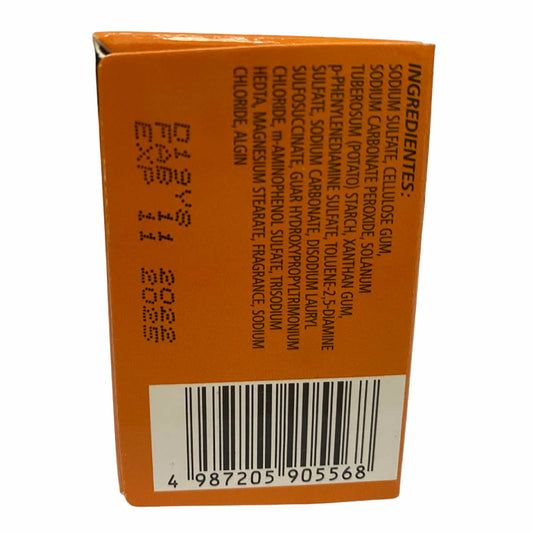 INGREDIENTES:
SODIUM SULFATE, CELLULOSE GUM,
SODIUM CARBONATE PEROXIDE, SOLANUM
TUBEROSUM (POTATO) STARCH, XANTHAN GUM,
p-PHENYLENEDIAMINE SULFATE, TOLUENE-2,5-DIAMINE
SULFATE, SODIUM CARBONATE, DISODIUM LAURYL
SULFOSUCCINATE, GUAR HYDROXYPROPYLTRIMONIUM
CHLORIDE, m-AMINOPHENOL SULFATE, TRISODIUM
HEDTA, MAGNESIUM STEARATE, FRAGRANCE, SODIUM
CHLORIDE, ALGIN
FAB 11 2022
EXP 11 2025
4 987205 905568